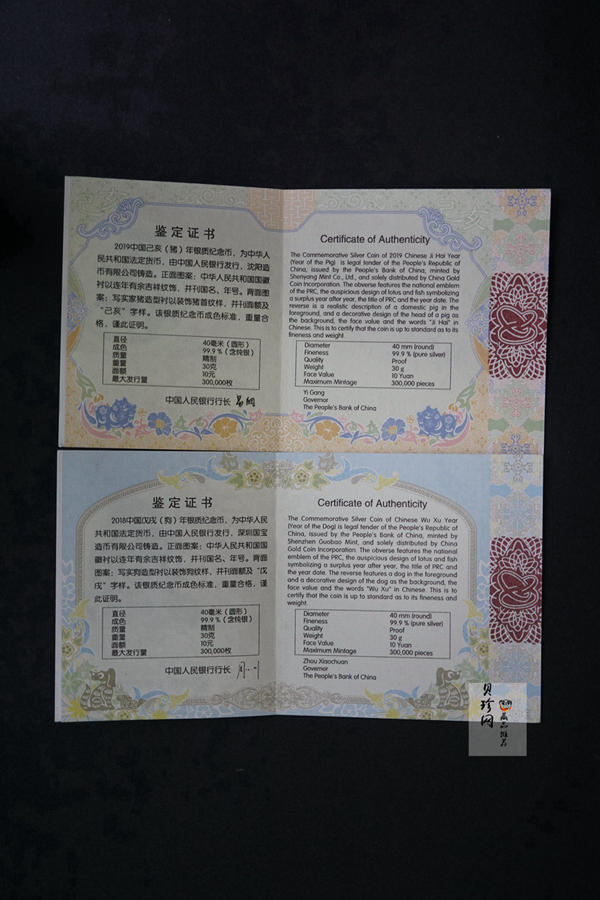 鉴定证书
2019中国己亥（猪）年银质纪念币，为中华人
民共和国法定货币，由中国人民银行发行，沈阳造
币有限公司铸造。正面图案：中华人民共和国国徽
衬以连年有余吉祥纹饰，并刊国名、年号。背面图
案：写实家猪造型衬以装饰猪首纹样，并刊面额及
“己亥”字样。该银质纪念币成色标准，重量合
格，谨此证明。
直径 40毫米（圆形）
成色 99.9％（含纯银）
质量 精制
重量 30克
面额 10元
最大发行量 300,000枚
中国人民银行行长
Certificate of Authenticity
The Commemorative Silver Coin of 2019 Chinese Ji Hai Year
(Year of the Pig) is legal tender of the People's Republic of
China, issued by the People's Bank of China, minted by
Shenyang Mint Co., Ltd., and solely distributed by China Gold
Coin Incorporation. The obverse features the national emblem
of the PRC, the auspicious design of lotus and fish symbolizing
a surplus year after year, the title of PRC and the year date. The
reverse is a realistic description of a domestic pig in the
foreground, and a decorative design of the head of a pig as
the background, the face value and the words "Ji Hai" in
Chinese. This is to certify that the coin is up to standard as to its
fineness and weight.
Diameter 40 mm (round)
Fineness 99.9 % (pure silver)
Quality Proof
Weight 30 g
Face Value 10 Yuan
Maximum Mintage 300,000 pieces
Yi Gang
Governor
The People's Bank of China
鉴定证书
2018中国戊戌（狗）年银质纪念币，为中华人民
共和国法定货币，由中国人民银行发行，深圳国宝
造币有限公司铸造。正面图案：中华人民共和国国
徽衬以连年有余吉祥纹饰，并刊国名、年号。背面
图案：写实狗造型衬以装饰狗纹样，并刊面额及“戊
戌”字样。该银质纪念币成色标准，重量合格，谨
此证明。
直径 40毫米（圆形）
成色 99.9％（含纯银）
质量 精制
重量 30克
面额 10元
最大发行量 300,000枚
中国人民银行行长
Certificate of Authenticity
The Commemorative Silver Coin of Chinese Wu Xu Year
(Year of the Dog) is legal tender of the People's Republic of
China, issued by the People's Bank of China, minted by
Shenzhen Guobao Mint, and solely distributed by China
Gold Coin Incorporation. The obverse features the national
emblem of the PRC, the auspicious design of lotus and fish
symbolizing a surplus year after year, the title of PRC and
the year date. The reverse features a dog in the foreground
and a decorative design of the dog as the background, the
face value and the words "Wu Xu" in Chinese. This is to
certify that the coin is up to standard as to its fineness and
weight.
Diameter 40 mm (round)
Fineness 99.9 % (pure silver)
Quality Proof
Weight 30 g
Face Value 10 Yuan
Maximum Mintage 300,000 pieces
Zhou Xiaochuan
Governor
The People's Bank of China
贝珍网
藏品推荐